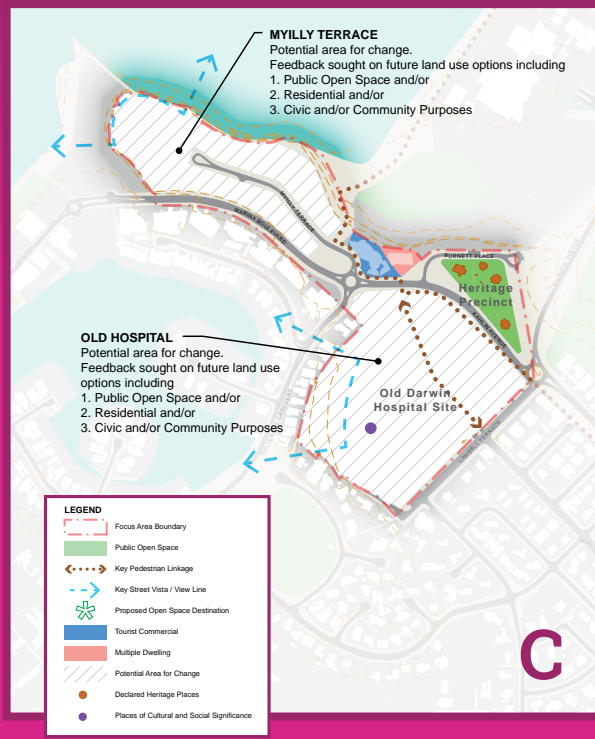 MYILLY TERRACE
Potential area for change.
Feedback sought on future land use options including
1. Public Open Space and/or
2. Residential and/or
3. Civic and/or Community Purposes
MYILLY TERRACE
MARINA BOULEVARD
BURNETT PLACE
Heritage
Precinct
KAHLIN AVENUE
OLD HOSPITAL
Potential area for change.
Feedback sought on future land use
options including
1. Public Open Space and/or
2. Residential and/or
3. Civic and/or Community Purposes
Old Darwin
Hospital Site
LAMBELL TERRACE
LEGEND
Focus Area Boundary
Public Open Space
Key Pedestrian Linkage
Key Street Vista / View Line
Proposed Open Space Destination
Tourist Commercial
Multiple Dwelling
Potential Area for Change
Declared Heritage Places
Places of Cultural and Social Significance
C